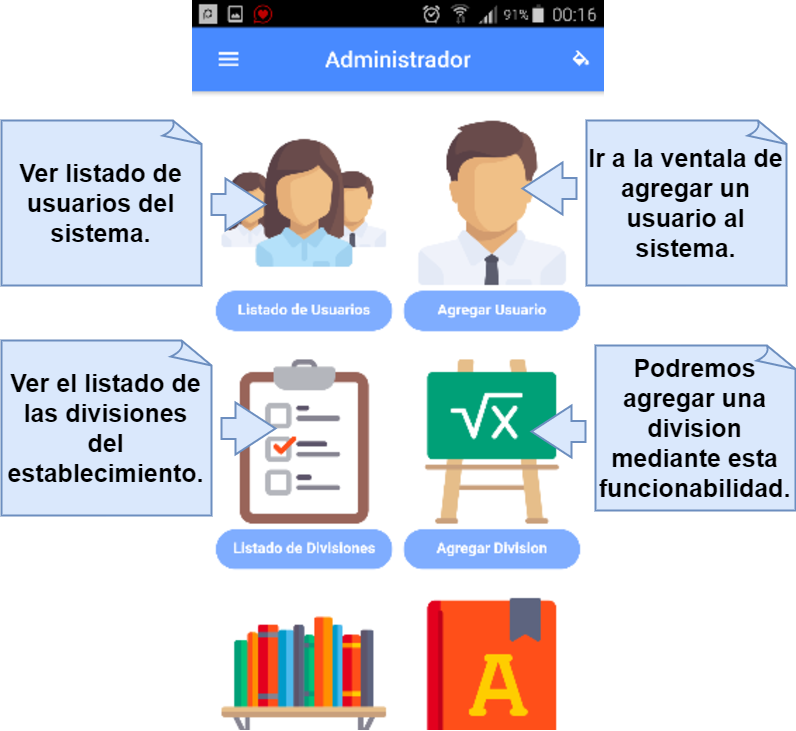 91% 00:16
Administrador
Ver listado de
usuarios del
sistema.
Ir a la ventala de
agregar un
usuario al
sistema.
Listado de Usuarios
Agregar Usuario
Ver el listado de
las divisiones
del
establecimiento.
√x
Podremos
agregar una
division
mediante esta
funcionabilidad.
Listado de Divisiones
Agregar Division
A